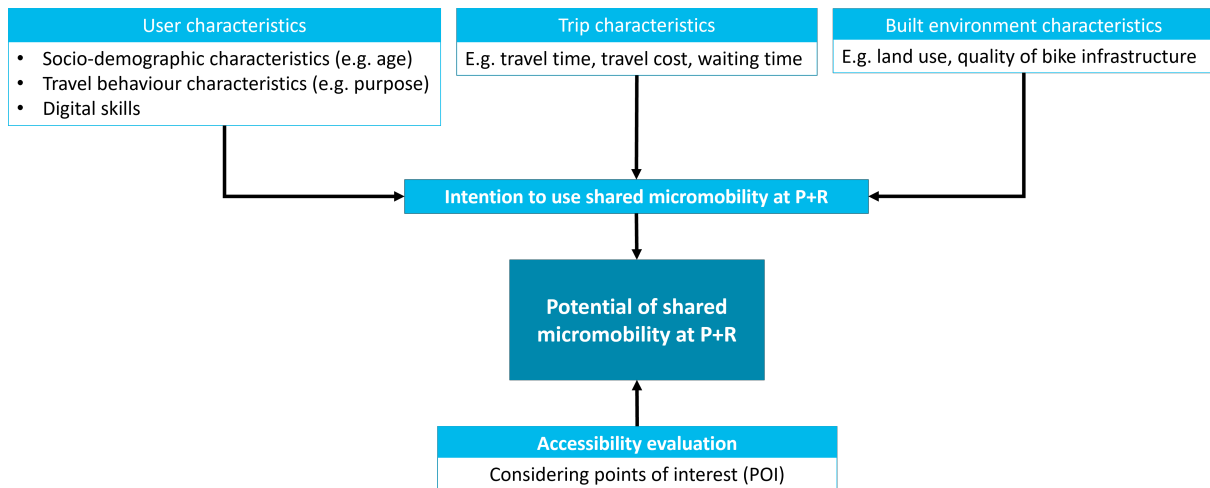 User characteristics
• Socio-demographic characteristics (e.g. age)
• Travel behaviour characteristics (e.g. purpose)
• Digital skills
Trip characteristics
E.g. travel time, travel cost, waiting time
Built environment characteristics
E.g. land use, quality of bike infrastructure
Intention to use shared micromobility at P+R
Potential of shared
micromobility at P+R
Accessibility evaluation
Considering points of interest (POI)